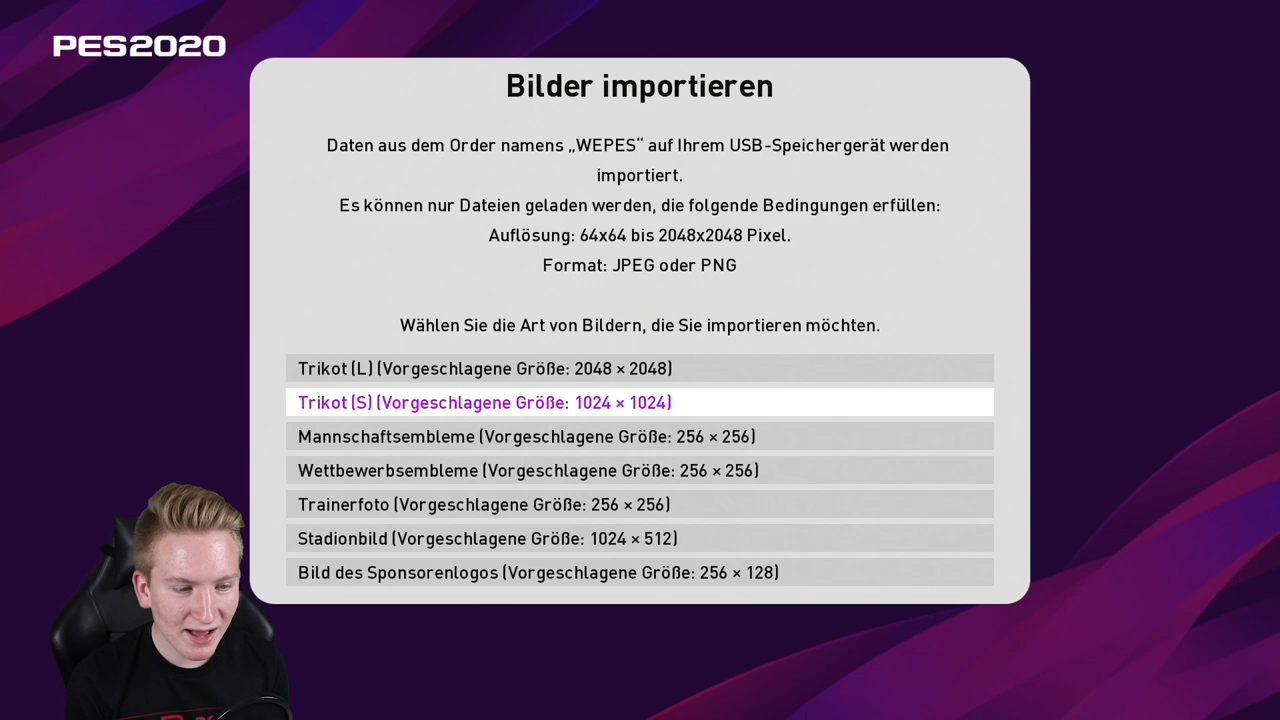 PES2020
Bilder importieren
Daten aus dem Order namens „WEPES“ auf Ihrem USB-Speichergerät werden
importiert.
Es können nur Dateien geladen werden, die folgende Bedingungen erfüllen:
Auflösung: 64x64 bis 2048x2048 Pixel.
Format: JPEG oder PNG
Wählen Sie die Art von Bildern, die Sie importieren möchten.
Trikot (L) (Vorgeschlagene Größe: 2048 × 2048)
Trikot (S) (Vorgeschlagene Größe: 1024 × 1024)
Mannschaftsembleme (Vorgeschlagene Größe: 256 × 256)
Wettbewerbsembleme (Vorgeschlagene Größe: 256 × 256)
Trainerfoto (Vorgeschlagene Größe: 256 × 256)
Stadionbild (Vorgeschlagene Größe: 1024 × 512)
Bild des Sponsorenlogos (Vorgeschlagene Größe: 256 × 128)